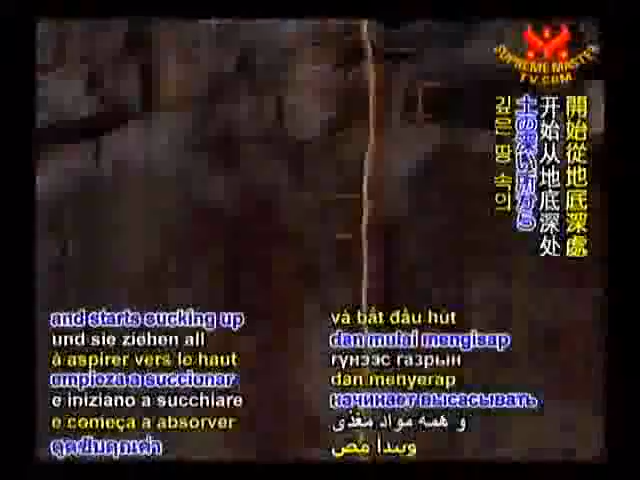 SUPREME MASTER
TV.COM
開始從地底深處
开始从地底深处
土の深い所から
깊은 땅 속의
and starts sucking up
und sie ziehen all
à aspirer vers le haut
empieza a succionar
e iniziano a succhiare
e começa a absorver
và bắt đầu hút
dan mulai mengisap
гүнээс газрын
dan menyerap
начинает высасывать
و همه مواد مغذی